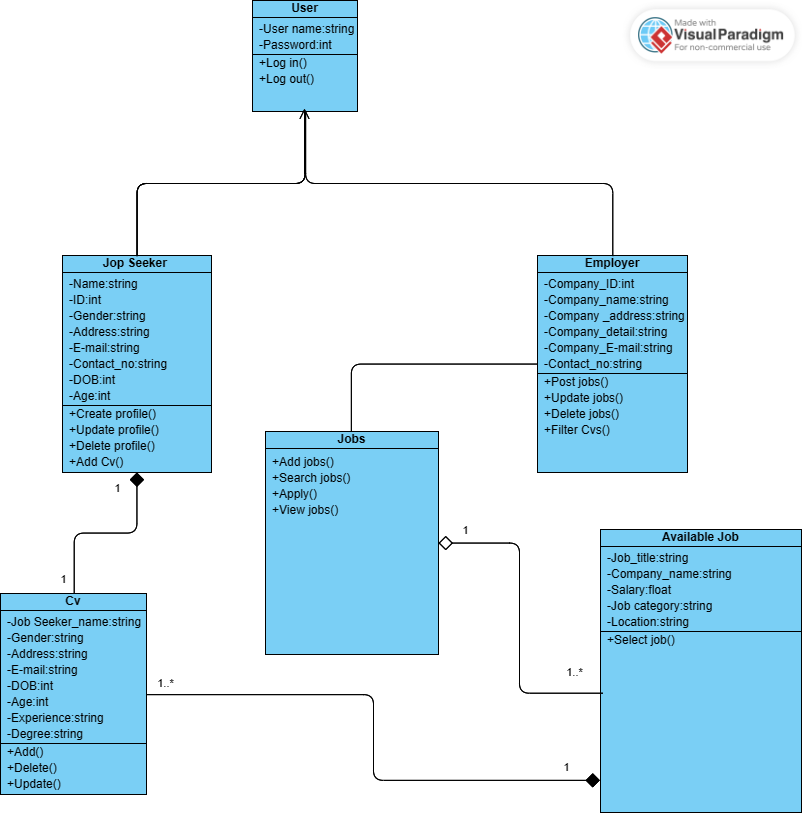 User
-User name:string
-Password:int
+Log in()
+Log out()
Made with
VisualParadigm
For non-commercial use
Jop Seeker
-Name:string
-ID:int
-Gender:string
-Address:string
-E-mail:string
-Contact_no:string
-DOB:int
-Age:int
+Create profile()
+Update profile()
+Delete profile()
+Add Cv()
Employer
-Company_ID:int
-Company_name:string
-Company _address:string
-Company_detail:string
-Company_E-mail:string
-Contact_no:string
+Post jobs()
+Update jobs()
+Delete jobs()
+Filter Cvs()
Jobs
+Add jobs()
+Search jobs()
+Apply()
+View jobs()
1
1
1
1..*
Available Job
-Job_title:string
-Company_name:string
-Salary:float
-Job category:string
-Location:string
+Select job()
Cv
-Job Seeker_name:string
-Gender:string
-Address:string
-E-mail:string
-DOB:int
-Age:int
-Experience:string
-Degree:string
+Add()
+Delete()
+Update()
1..*
1